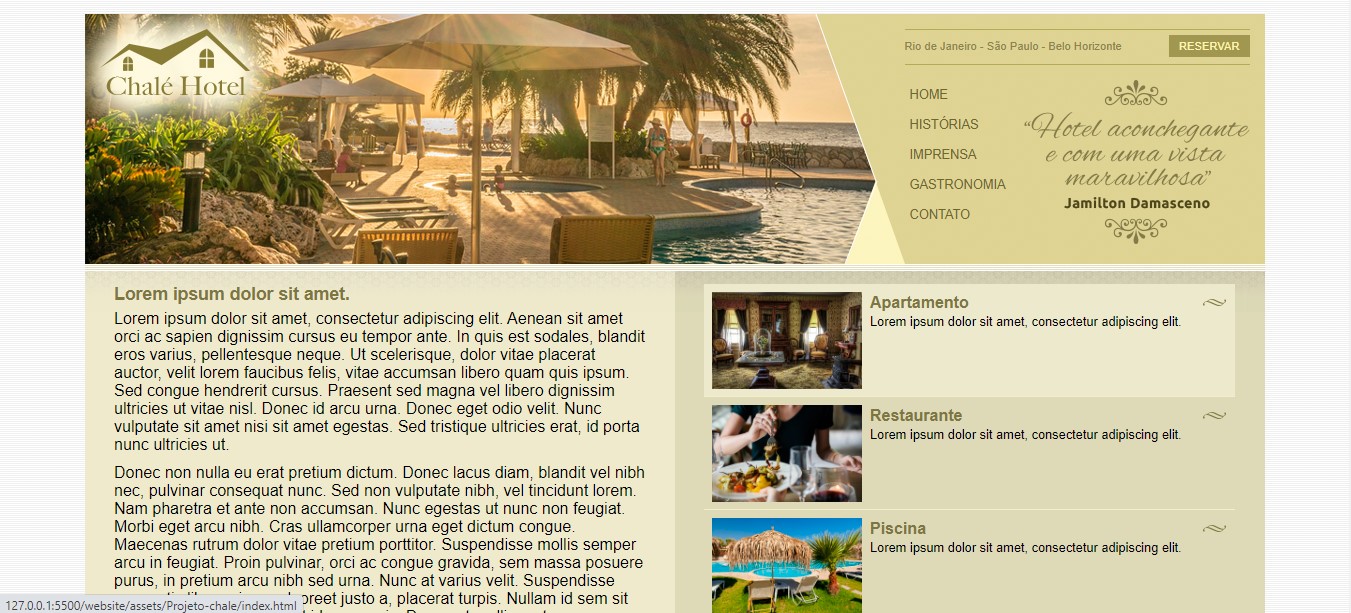 Chalé Hotel
Rio de Janeiro - São Paulo - Belo Horizonte
RESERVAR
HOME
HISTÓRIAS
IMPRENSA
GASTRONOMIA
CONTATO
“Hotel aconchegante
e com uma vista
maravilhosa”
Jamilton Damasceno
Lorem ipsum dolor sit amet.
Lorem ipsum dolor sit amet, consectetur adipiscing elit. Aenean sit amet
orci ac sapien dignissim cursus eu tempor ante. In quis est sodales, blandit
eros varius, pellentesque neque. Ut scelerisque, dolor vitae placerat
auctor, velit lorem faucibus felis, vitae accumsan libero quam quis ipsum.
Sed congue hendrerit cursus. Praesent sed magna vel libero dignissim
ultricies ut vitae nisl. Donec id arcu urna. Donec eget odio velit. Nunc
vulputate sit amet nisi sit amet egestas. Sed tristique ultricies erat, id porta
nunc ultricies ut.
Donec non nulla eu erat pretium dictum. Donec lacus diam, blandit vel nibh
nec, pulvinar consequat nunc. Sed non vulputate nibh, vel tincidunt lorem.
Nam pharetra et ante non accumsan. Nunc egestas ut nunc non feugiat.
Morbi eget arcu nibh. Cras ullamcorper urna eget dictum congue.
Maecenas rutrum dolor vitae pretium porttitor. Suspendisse mollis semper
arcu in feugiat. Proin pulvinar, orci ac congue gravida, sem massa posuere
purus, in pretium arcu nibh sed urna. Nunc at varius velit. Suspendisse
justo a, placerat turpis. Nullam id sem sit
Apartamento
Lorem ipsum dolor sit amet, consectetur adipiscing elit.
Restaurante
Lorem ipsum dolor sit amet, consectetur adipiscing elit.
Piscina
Lorem ipsum dolor sit amet, consectetur adipiscing elit.
127.0.0.1:5500/website/assets/Projeto-chale/index.html